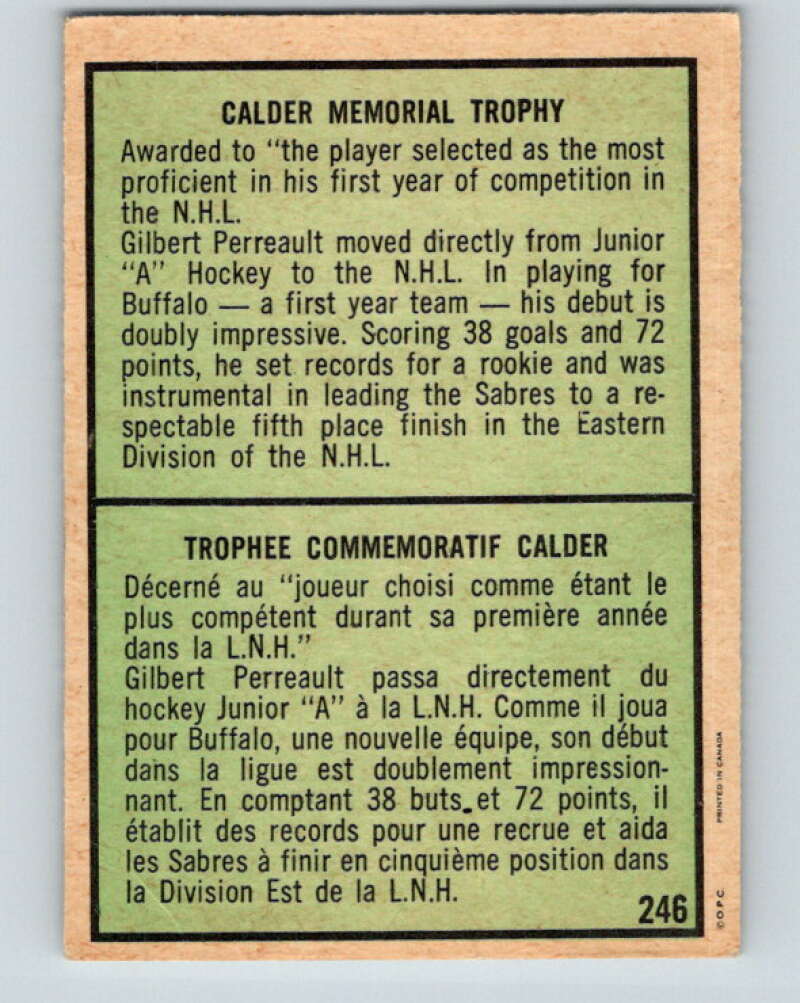 CALDER MEMORIAL TROPHY
Awarded to "the player selected as the most
proficient in his first year of competition in
the N.H.L.
Gilbert Perreault moved directly from Junior
"A" Hockey to the N.H.L. In playing for
Buffalo — a first year team — his debut is
doubly impressive. Scoring 38 goals and 72
points, he set records for a rookie and was
instrumental in leading the Sabres to a re-
spectable fifth place finish in the Eastern
Division of the N.H.L.
TROPHEE COMMEMORATIF CALDER
Décerné au "joueur choisi comme étant le
plus compétent durant sa première année
dans la L.N.H."
Gilbert Perreault passa directement du
hockey Junior "A" à la L.N.H. Comme il joua
pour Buffalo, une nouvelle équipe, son début
dans la ligue est doublement impression-
nant. En comptant 38 buts et 72 points, il
établit des records pour une recrue et aida
les Sabres à finir en cinquième position dans
la Division Est de la L.N.H.
246
©O.P.C.
PRINTED IN CANADA